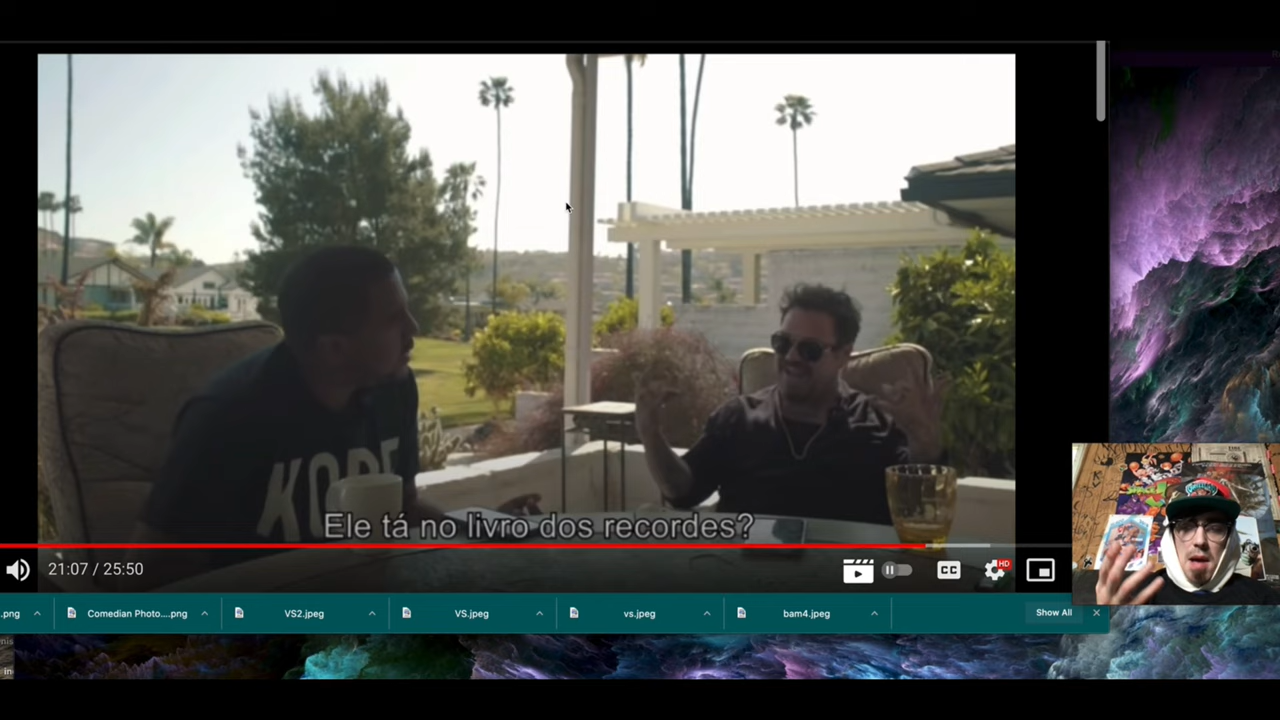 KOBE
Ele tá no livro dos recordes?
21:07 / 25:50
CC
HD
.png
Comedian Photo....png
VS2.jpeg
VS.jpeg
vs.jpeg
bam4.jpeg
Show All